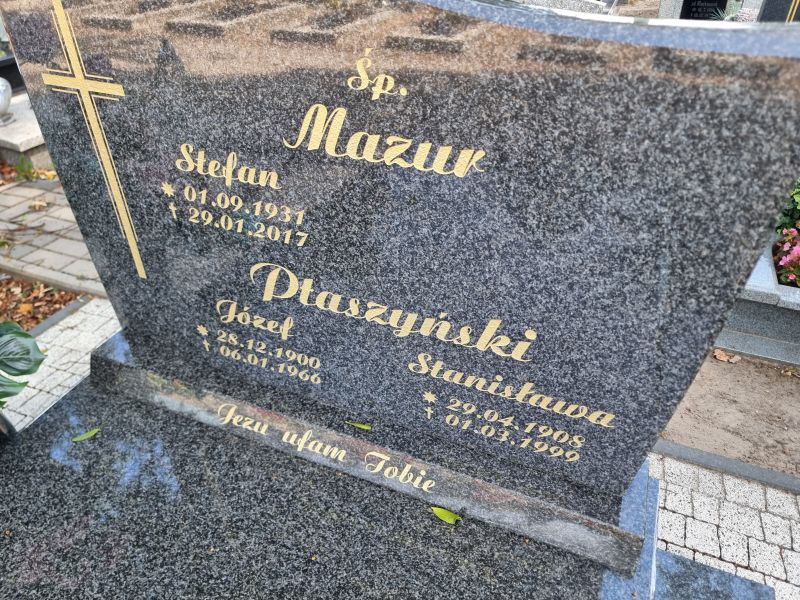 Śp.
Mazur
Stefan
* 01.09.1931
† 29.01.2017
Ptaszyński
Józef
* 28.12.1900
† 06.01.1966
Stanisława
* 29.04.1908
† 01.03.1999
Jezu ufam Tobie